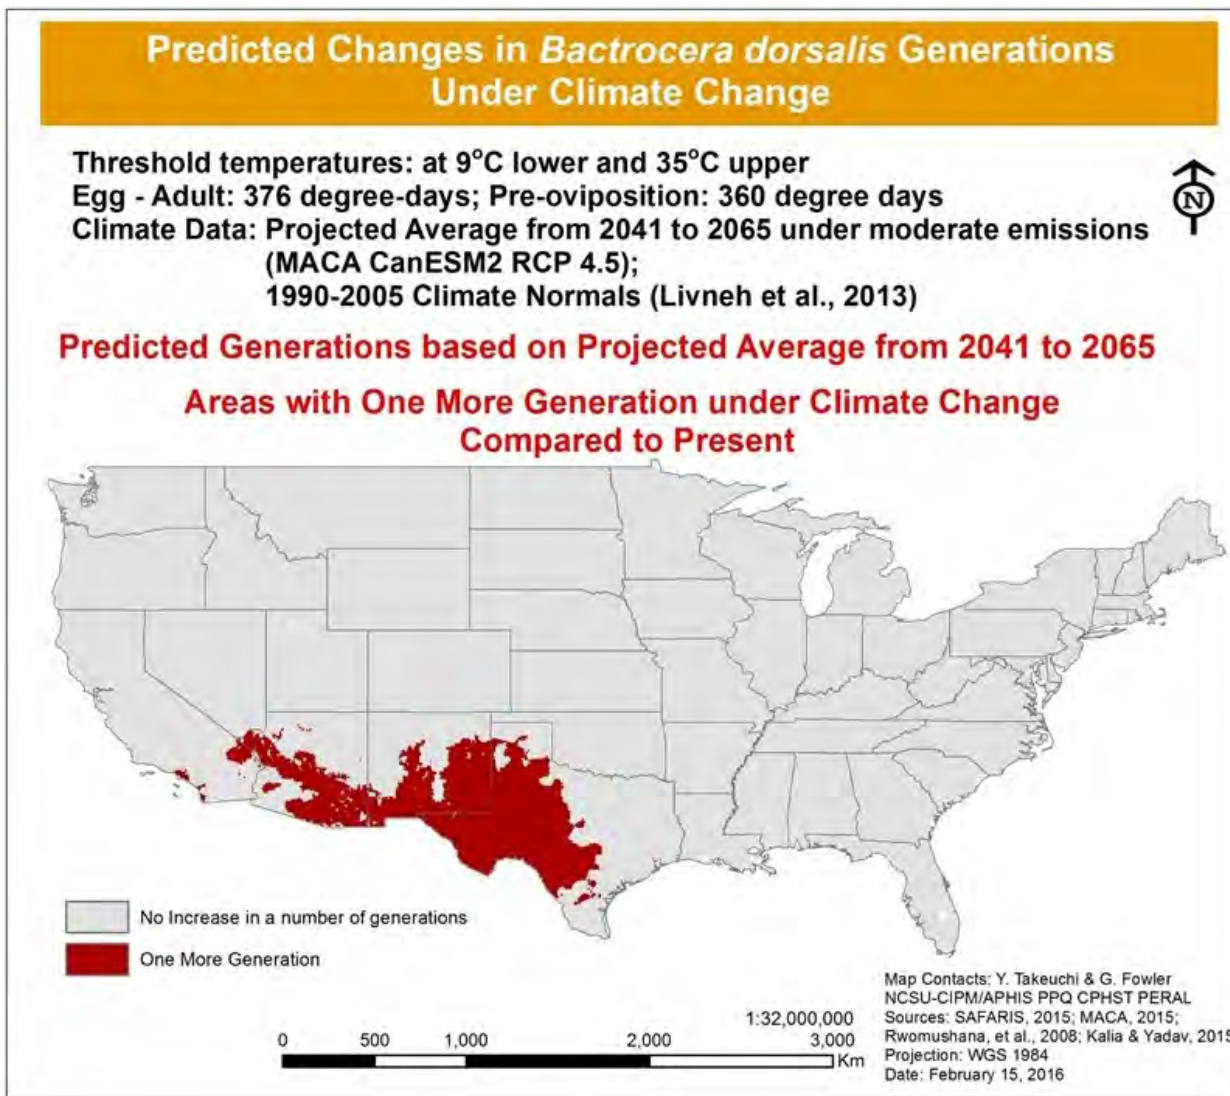 Predicted Changes in Bactrocera dorsalis Generations
Under Climate Change
Threshold temperatures: at 9°C lower and 35°C upper
Egg - Adult: 376 degree-days; Pre-oviposition: 360 degree days
Climate Data: Projected Average from 2041 to 2065 under moderate emissions
(MACA CanESM2 RCP 4.5);
1990-2005 Climate Normals (Livneh et al., 2013)
N
Predicted Generations based on Projected Average from 2041 to 2065
Areas with One More Generation under Climate Change
Compared to Present
No Increase in a number of generations
One More Generation
1:32,000,000
0 500 1,000 2,000 3,000
Km
Map Contacts: Y. Takeuchi & G. Fowler
NCSU-CIPM/APHIS PPQ CPHST PERAL
Sources: SAFARIS, 2015; MACA, 2015;
Rwomushana, et al., 2008; Kalia & Yadav, 2015
Projection: WGS 1984
Date: February 15, 2016